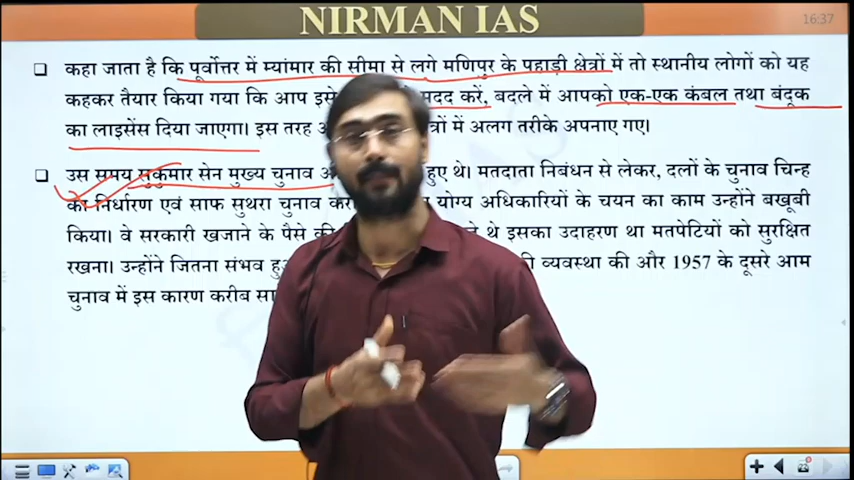 NIRMAN IAS
16:37
कहा जाता है कि पूर्वोत्तर में म्यांमार की सीमा से लगे मणिपुर के पहाड़ी क्षेत्रों में तो स्थानीय लोगों को यह
कहकर तैयार किया गया कि आप इसे मदद करें, बदले में आपको एक-एक कंबल तथा बंदूक
का लाइसेंस दिया जाएगा। इस तरह में अलग तरीके अपनाए गए।
उस समय सुकुमार सेन मुख्य चुनाव हुए थे। मतदाता निबंधन से लेकर, दलों के चुनाव चिन्ह
का निर्धारण एवं साफ सुथरा चुनाव योग्य अधिकारियों के चयन का काम उन्होंने बखूबी
किया। वे सरकारी खजाने के पैसे की थे इसका उदाहरण था मतपेटियों को सुरक्षित
रखना। उन्होंने जितना संभव व्यवस्था की और 1957 के दूसरे आम
चुनाव में इस कारण करीब